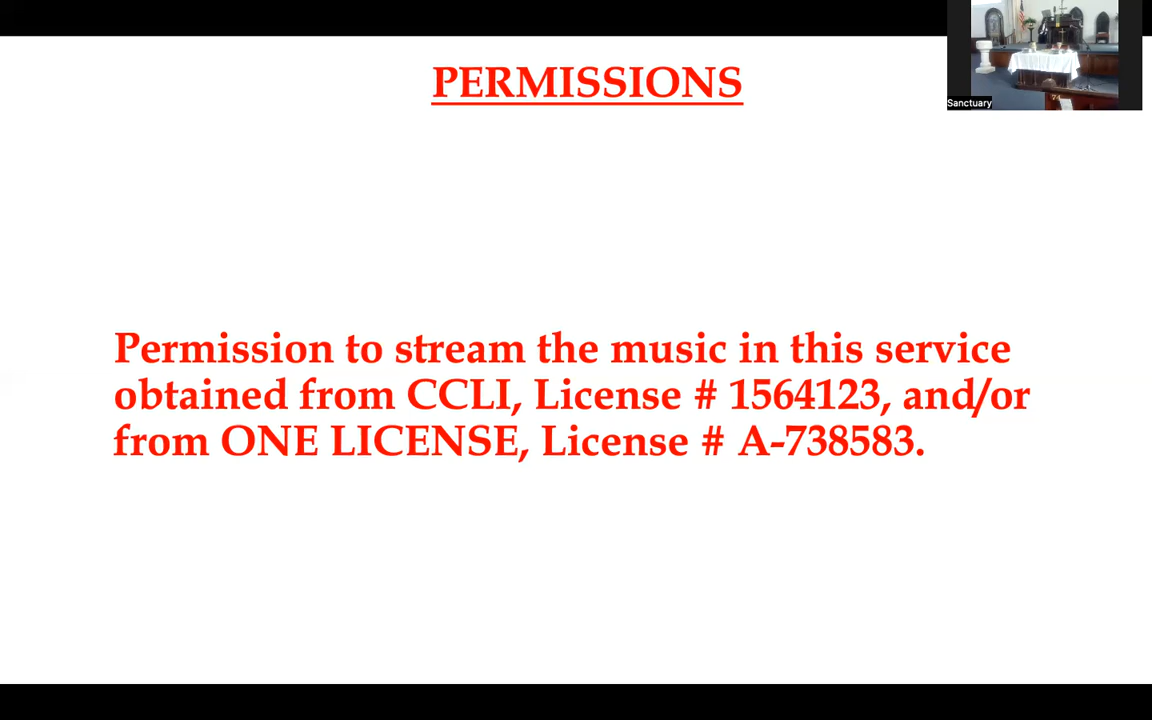 PERMISSIONS
Sanctuary
Permission to stream the music in this service
obtained from CCLI, License # 1564123, and/or
from ONE LICENSE, License # A-738583.